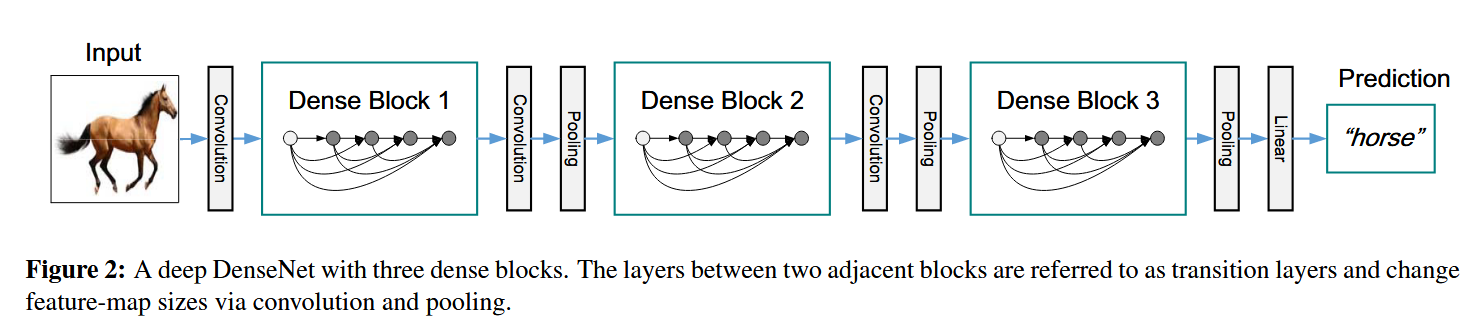 Input
Convolution
Dense Block 1
Convolution
Pooling
Dense Block 2
Convolution
Pooling
Dense Block 3
Pooling
Linear
Prediction
“horse”
Figure 2: A deep DenseNet with three dense blocks. The layers between two adjacent blocks are referred to as transition layers and change
feature-map sizes via convolution and pooling.